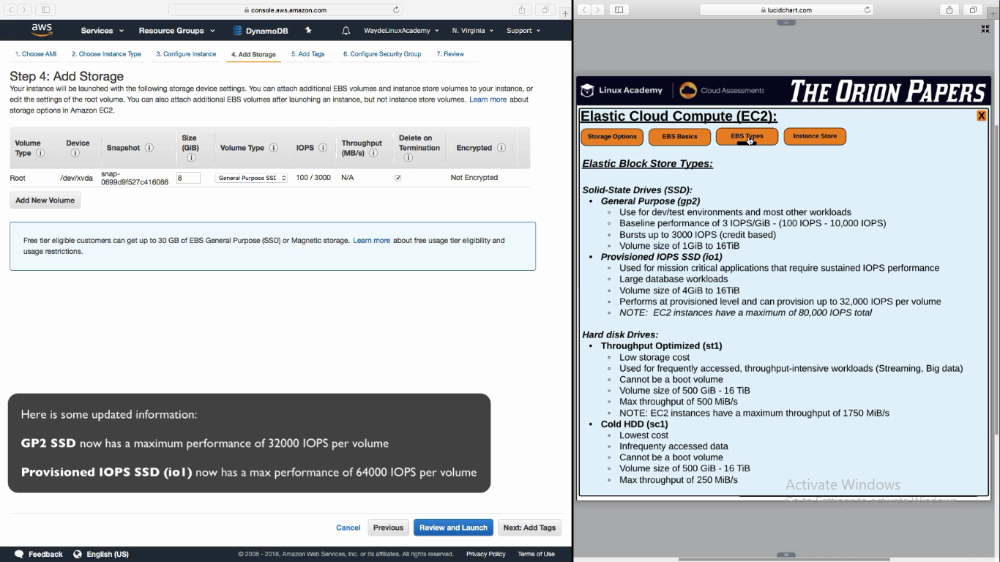 console.aws.amazon.com
aws
Services
Resource Groups
DynamoDB
WaydeLinuxAcademy
N. Virginia
Support
1. Choose AMI
2. Choose Instance Type
3. Configure Instance
4. Add Storage
5. Add Tags
6. Configure Security Group
7. Review
Step 4: Add Storage
Your instance will be launched with the following storage device settings. You can attach additional EBS volumes and instance store volumes to your instance, or
edit the settings of the root volume. You can also attach additional EBS volumes after launching an instance, but not instance store volumes. Learn more about
storage options in Amazon EC2.
Volume Type
Device
Snapshot
Size (GiB)
Volume Type
IOPS
Throughput (MB/s)
Delete on Termination
Encrypted
Root
/dev/xvda
snap-
0699d9f527c416066
8
General Purpose SSD
100 / 3000
N/A
Not Encrypted
Add New Volume
Free tier eligible customers can get up to 30 GB of EBS General Purpose (SSD) or Magnetic storage. Learn more about free usage tier eligibility and
usage restrictions.
Here is some updated information:
GP2 SSD now has a maximum performance of 32000 IOPS per volume
Provisioned IOPS SSD (io1) now has a max performance of 64000 IOPS per volume
Cancel
Previous
Review and Launch
Next: Add Tags
Feedback
English (US)
© 2008 - 2018, Amazon Web Services, Inc. or its affiliates. All rights reserved.
Privacy Policy
Terms of Use
lucidchart.com
Linux Academy
Cloud Assessments
THE ORION PAPERS
Elastic Cloud Compute (EC2):
X
Storage Options
EBS Basics
EBS Types
Instance Store
Elastic Block Store Types:
Solid-State Drives (SSD):
• General Purpose (gp2)
◦ Use for dev/test environments and most other workloads
◦ Baseline performance of 3 IOPS/GiB - (100 IOPS - 10,000 IOPS)
◦ Bursts up to 3000 IOPS (credit based)
◦ Volume size of 1GiB to 16TiB
• Provisioned IOPS SSD (io1)
◦ Used for mission critical applications that require sustained IOPS performance
◦ Large database workloads
◦ Volume size of 4GiB to 16TiB
◦ Performs at provisioned level and can provision up to 32,000 IOPS per volume
◦ NOTE: EC2 instances have a maximum of 80,000 IOPS total
Hard disk Drives:
• Throughput Optimized (st1)
◦ Low storage cost
◦ Used for frequently accessed, throughput-intensive workloads (Streaming, Big data)
◦ Cannot be a boot volume
◦ Volume size of 500 GiB - 16 TiB
◦ Max throughput of 500 MiB/s
◦ NOTE: EC2 instances have a maximum throughput of 1750 MiB/s
• Cold HDD (sc1)
◦ Lowest cost
◦ Infrequently accessed data
◦ Cannot be a boot volume
◦ Volume size of 500 GiB - 16 TiB
◦ Max throughput of 250 MiB/s
Activate Windows
Go to Settings to activate Windows.